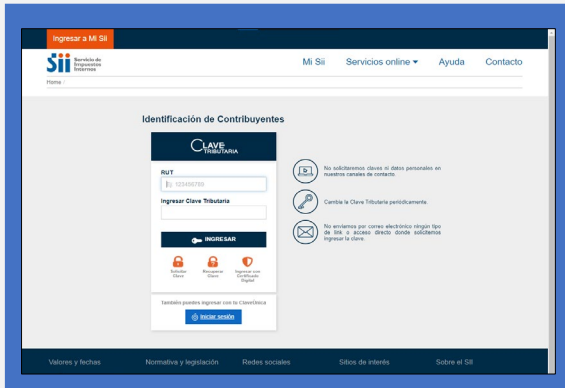 Ingresar a Mi SII
Sii Servicio de
Impuestos
Internos
Mi Sii Servicios online Ayuda Contacto
Home /
Identificación de Contribuyentes
CLAVE
TRIBUTARIA
RUT
Ej. 123456780
Ingresar Clave Tributaria
INGRESAR
Solicitar
Clave
Recuperar
Clave
Ingresar con
Certificado
Digital
También puedes ingresar con tu ClaveÚnica
Iniciar sesión
No solicitaremos claves ni datos personales en
nuestros canales de contacto.
Cambia la Clave Tributaria periódicamente.
No enviamos por correo electrónico ningún tipo
de link o acceso directo donde solicitemos
ingresar la clave.
Valores y fechas Normativa y legislación Redes sociales Sitios de interés Sobre el SII